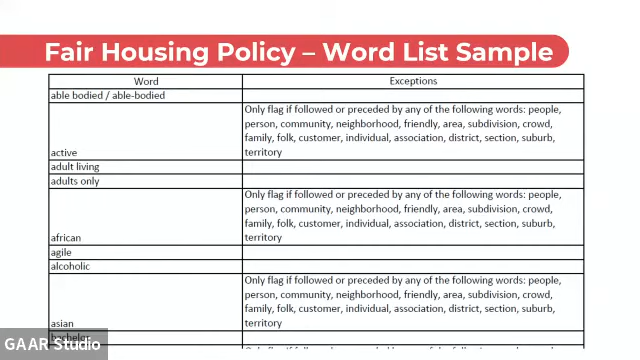 Fair Housing Policy – Word List Sample
Word Exceptions
able bodied / able-bodied
Only flag if followed or preceded by any of the following words: people,
person, community, neighborhood, friendly, area, subdivision, crowd,
family, folk, customer, individual, association, district, section, suburb,
active territory
adult living
adults only
Only flag if followed or preceded by any of the following words: people,
person, community, neighborhood, friendly, area, subdivision, crowd,
family, folk, customer, individual, association, district, section, suburb,
african territory
agile
alcoholic
Only flag if followed or preceded by any of the following words: people,
person, community, neighborhood, friendly, area, subdivision, crowd,
family, folk, customer, individual, association, district, section, suburb,
asian territory
GAAR Studio